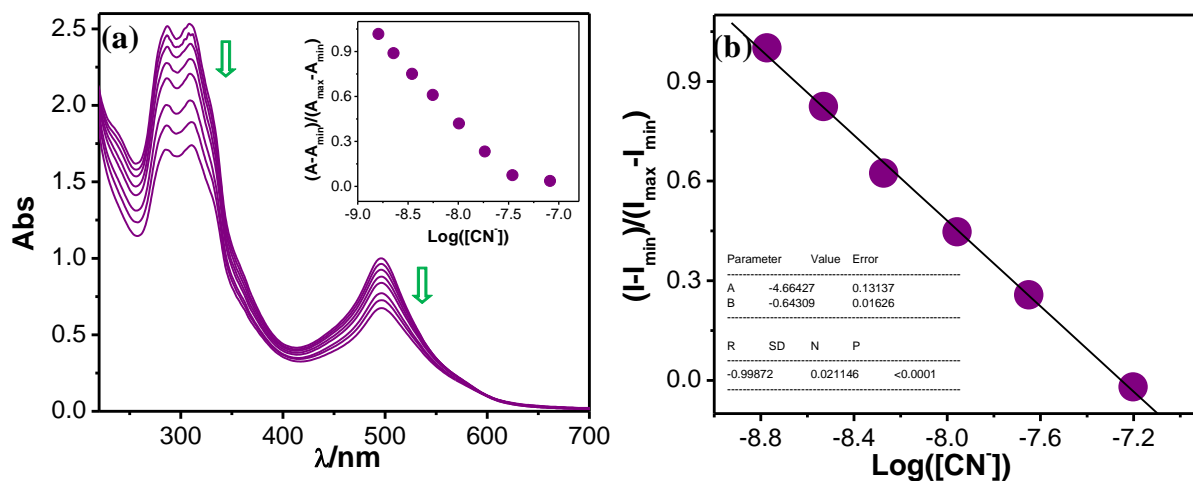 (a)
2.5
2.0
1.5
1.0
0.5
0.0
Abs
300 400 500 600 700
λ/nm
0.9
0.6
0.3
0.0
(A-A_min)/(A_max-A_min)
-9.0 -8.5 -8.0 -7.5 -7.0
Log([CN⁻])
(b)
0.9
0.6
0.3
0.0
(I-I_min)/(I_max-I_min)
Parameter Value Error
A -4.66427 0.13137
B -0.64309 0.01626
R SD N P
-0.99872 0.021146 <0.0001
-8.8 -8.4 -8.0 -7.6 -7.2
Log([CN⁻])